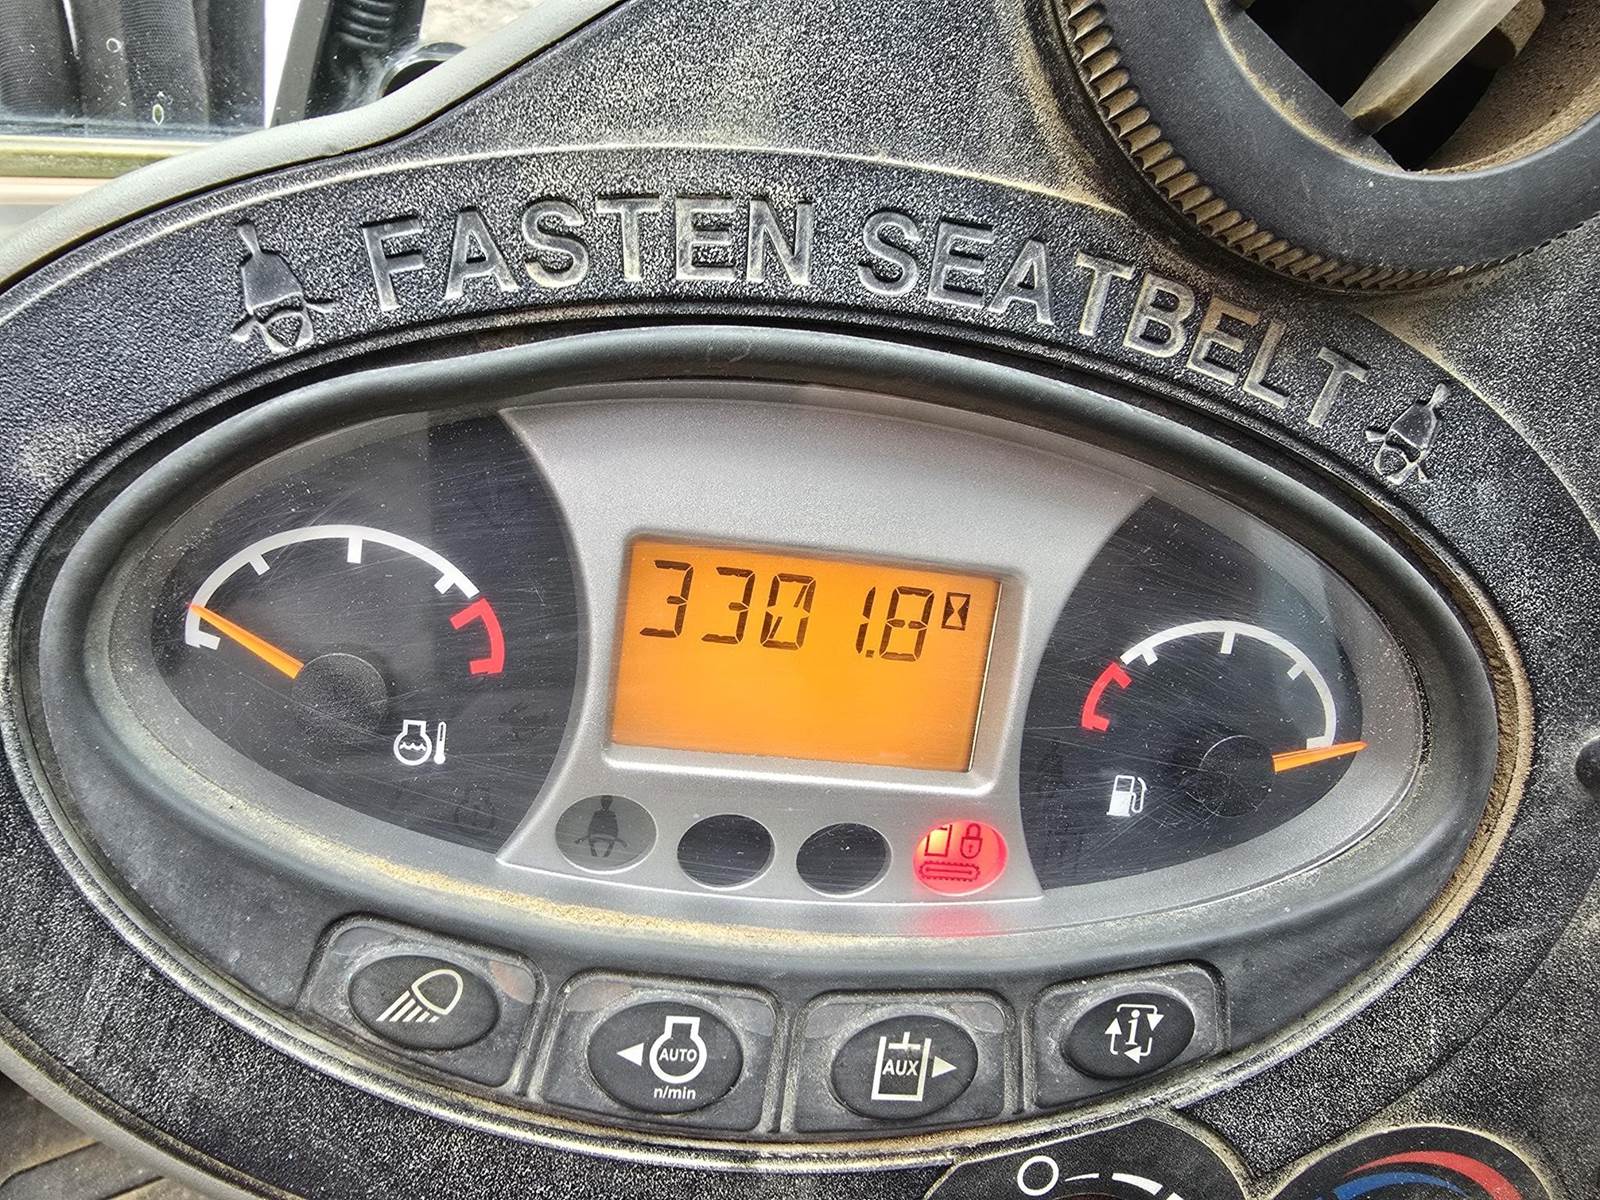 FASTEN SEATBELT
3301.8
AUTO
n/min
AUX
i